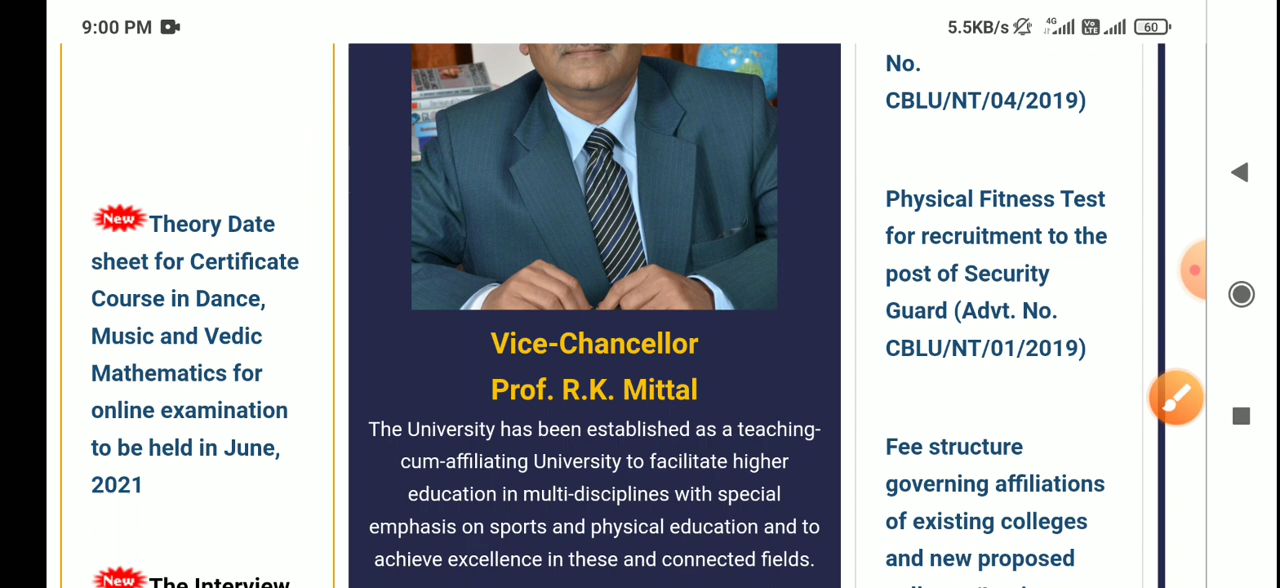 9:00 PM
5.5KB/s 4G Vo LTE 60
New Theory Date
sheet for Certificate
Course in Dance,
Music and Vedic
Mathematics for
online examination
to be held in June,
2021
New The Interview
Vice-Chancellor
Prof. R.K. Mittal
The University has been established as a teaching-
cum-affiliating University to facilitate higher
education in multi-disciplines with special
emphasis on sports and physical education and to
achieve excellence in these and connected fields.
No.
CBLU/NT/04/2019)
Physical Fitness Test
for recruitment to the
post of Security
Guard (Advt. No.
CBLU/NT/01/2019)
Fee structure
governing affiliations
of existing colleges
and new proposed